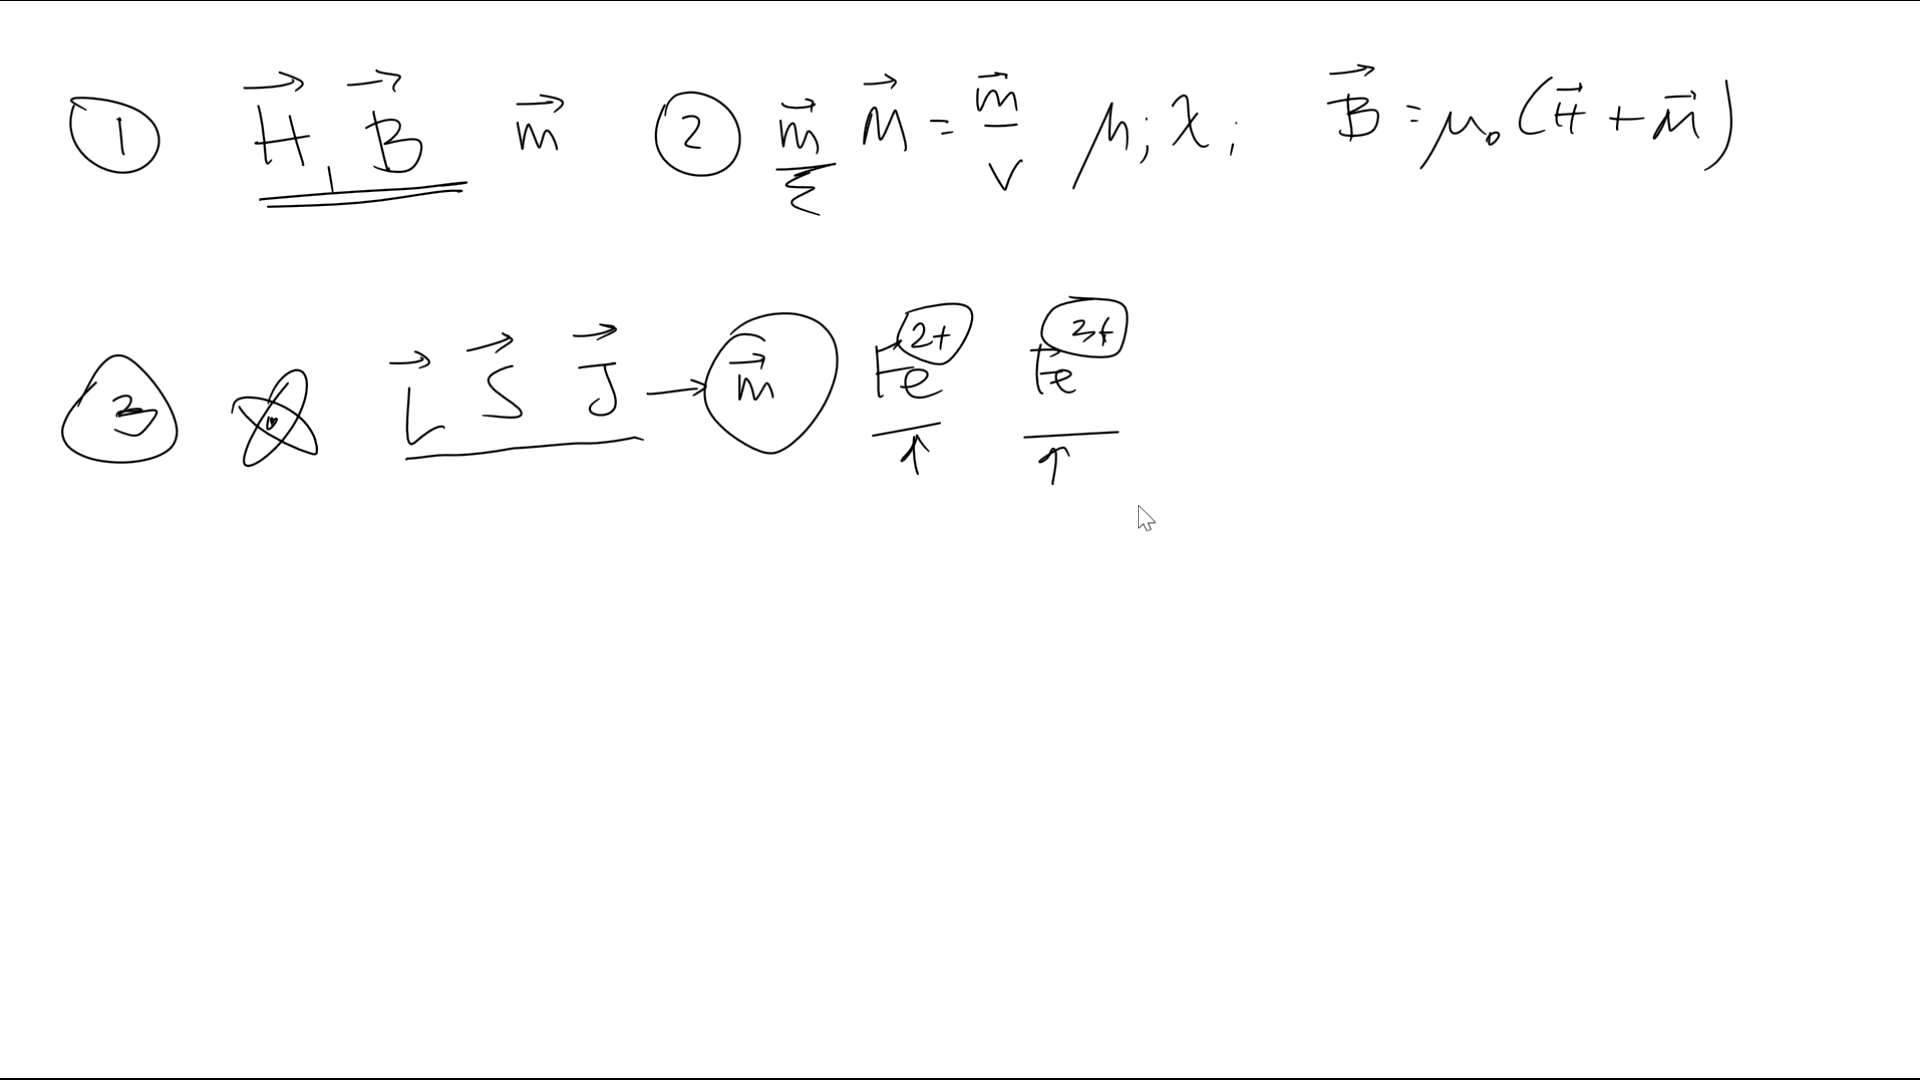 ① H⃗, B⃗ m⃗ ② m⃗ M⃗ = m⃗/V μ; χ; B⃗ = μ₀(H⃗ + M⃗)
Σ
③ L⃗ S⃗ J⃗ → m⃗ Fe²⁺ Fe³⁺
↑ ↑